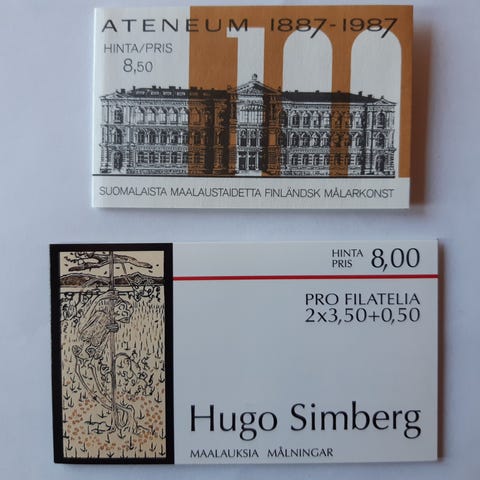 ATENEUM 1887-1987
100
HINTA/PRIS
8,50
SUOMALAISTA MAALAUSTAIDETTA FINLÄNDSK MÅLARKONST
HINTA
PRIS 8,00
PRO FILATELIA
2x3,50+0,50
Hugo Simberg
MAALAUKSIA MÅLNINGAR